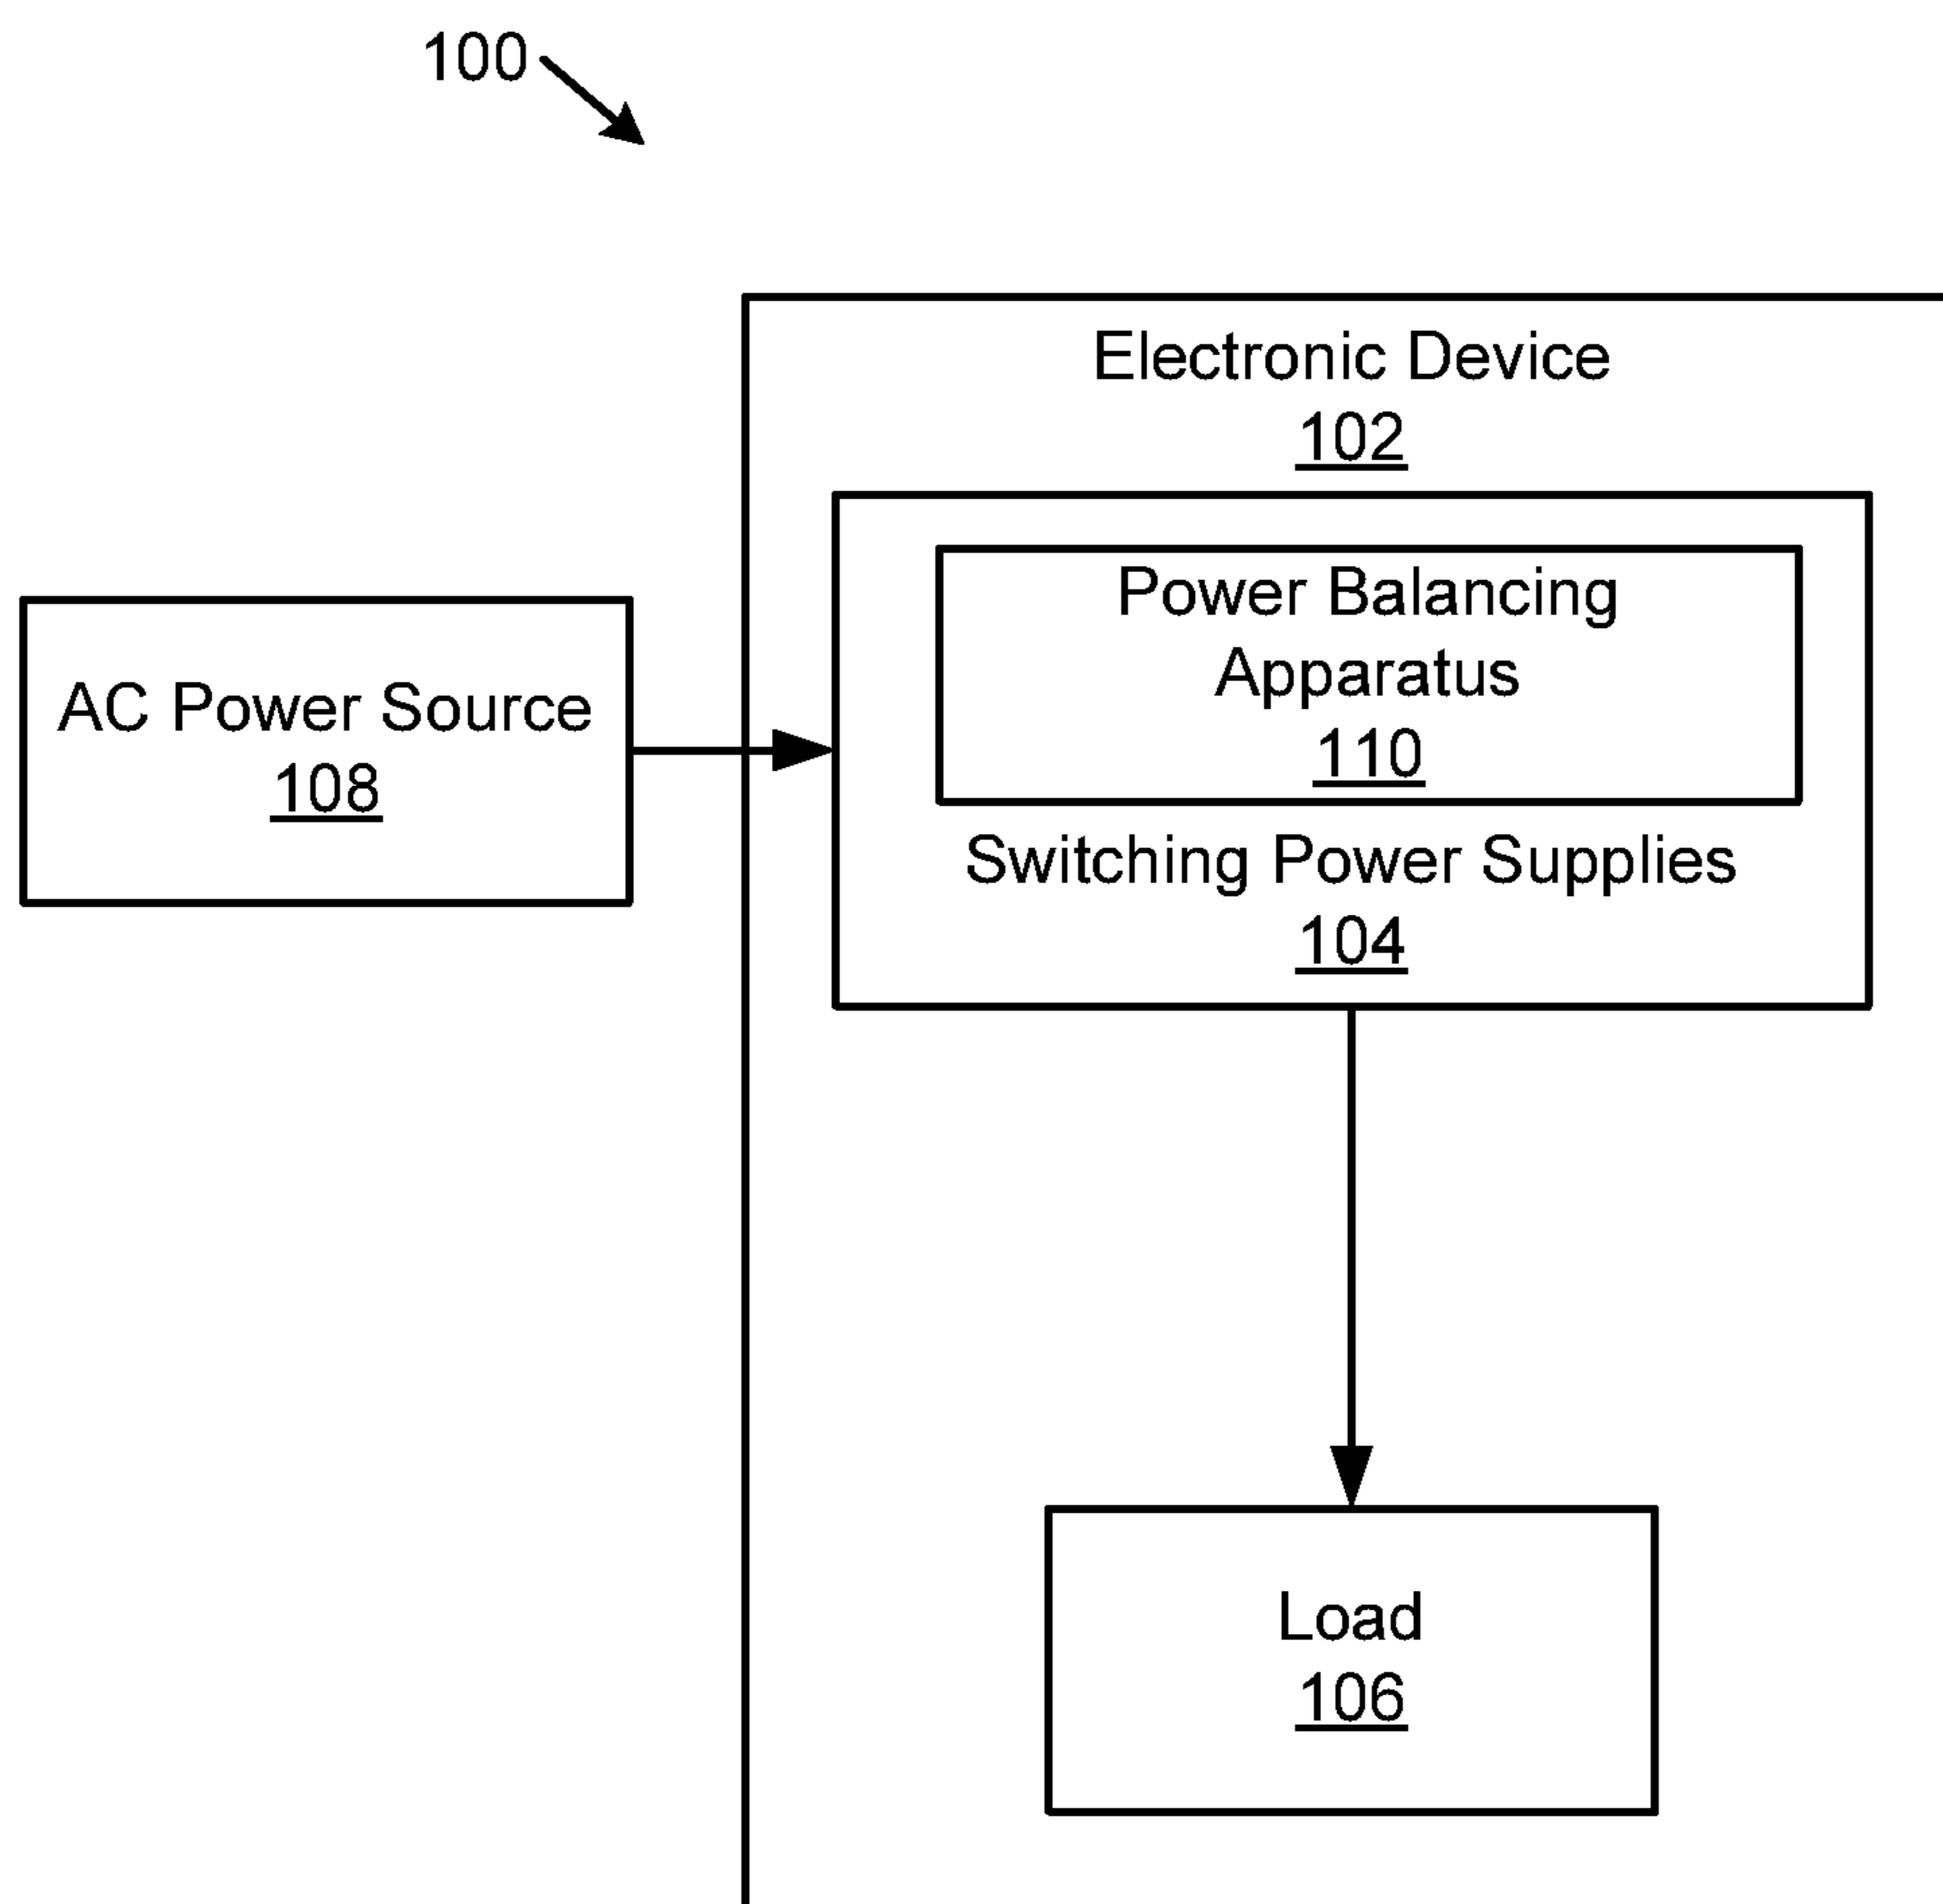 100
Electronic Device
102
Power Balancing
Apparatus
110
AC Power Source
108
Switching Power Supplies
104
Load
106